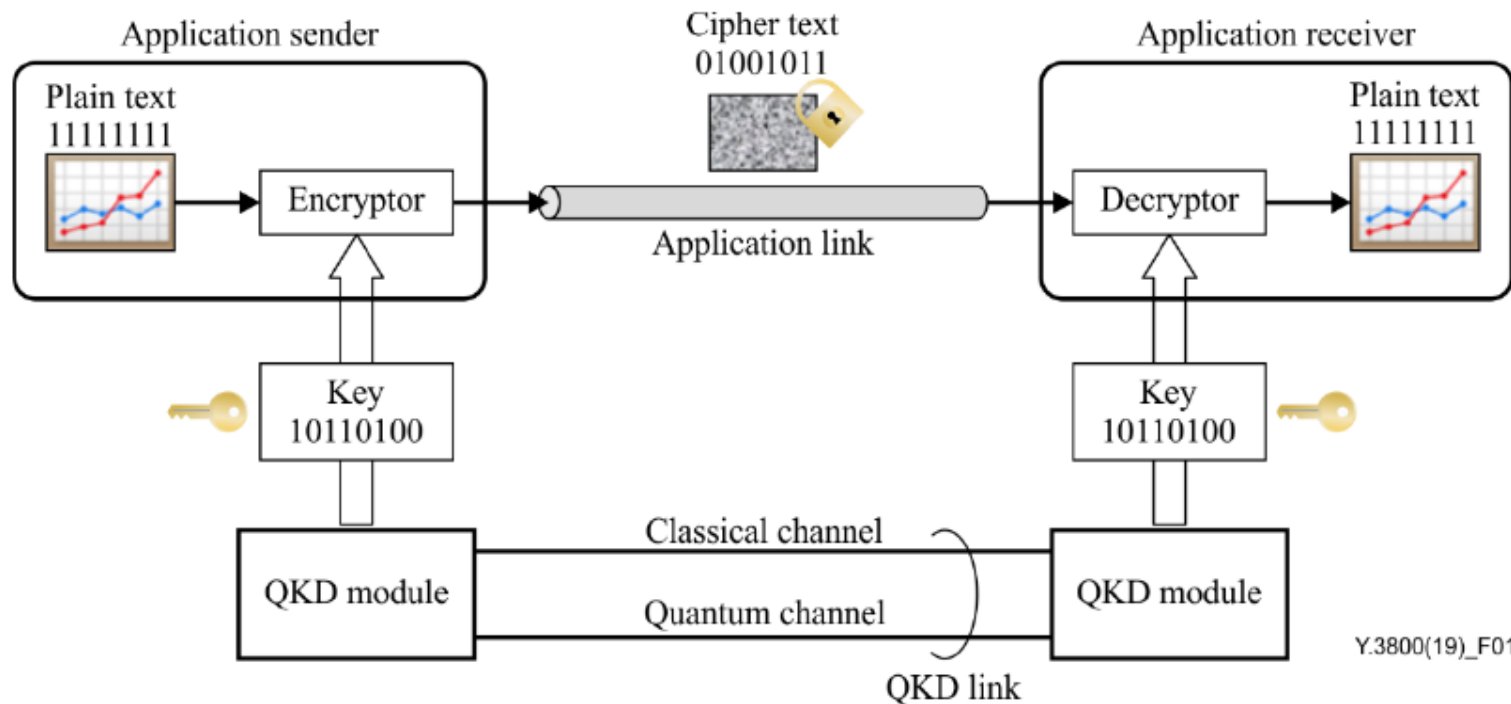 Application sender
Cipher text
01001011
Application receiver
Plain text
11111111
Plain text
11111111
Encryptor
Decryptor
Application link
Key
10110100
Key
10110100
Classical channel
QKD module
QKD module
Quantum channel
QKD link
Y.3800(19)_F01